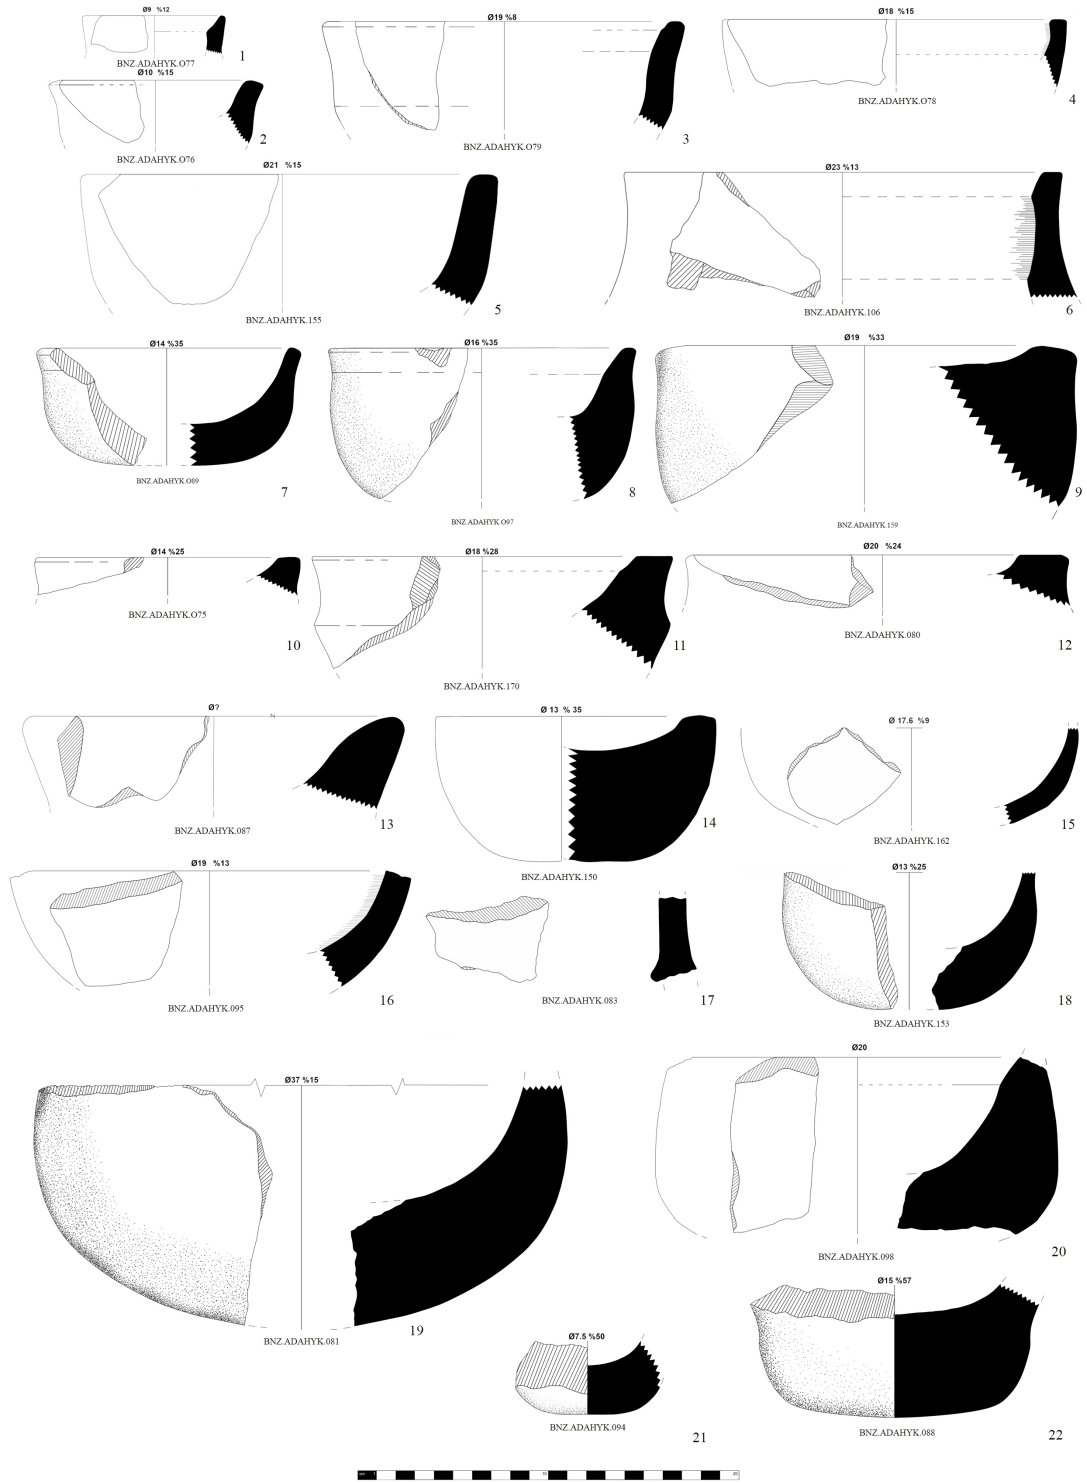 Ø9 %12
1
BNZ.ADAHYK.O77
Ø10 %15
2
BNZ.ADAHYK.O76
Ø19 %8
3
BNZ.ADAHYK.O79
Ø18 %15
4
BNZ.ADAHYK.O78
Ø21 %15
5
BNZ.ADAHYK.155
Ø23 %13
6
BNZ.ADAHYK.106
Ø14 %35
7
BNZ.ADAHYK.O89
Ø16 %35
8
BNZ.ADAHYK.O97
Ø19 %33
9
BNZ.ADAHYK.159
Ø14 %25
10
BNZ.ADAHYK.O75
Ø18 %28
11
BNZ.ADAHYK.170
Ø20 %24
12
BNZ.ADAHYK.080
Ø?
N
13
BNZ.ADAHYK.087
Ø 13 % 35
14
BNZ.ADAHYK.150
Ø 17.6 %9
15
BNZ.ADAHYK.162
Ø19 %13
16
BNZ.ADAHYK.095
17
BNZ.ADAHYK.083
Ø13 %25
18
BNZ.ADAHYK.153
Ø37 %15
19
BNZ.ADAHYK.081
Ø20
20
BNZ.ADAHYK.098
Ø7.5 %50
21
BNZ.ADAHYK.094
Ø15 %57
22
BNZ.ADAHYK.088
cm 1 10 20